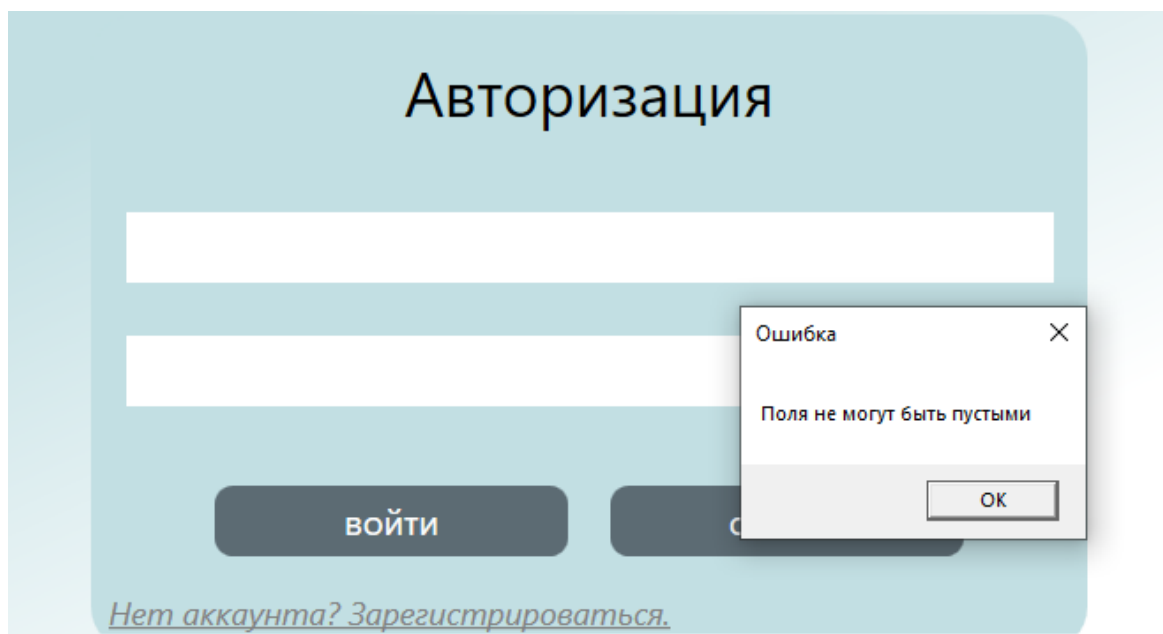 Авторизация
Ошибка
Поля не могут быть пустыми
ОК
войти
Нет аккаунта? Зарегистрироваться.